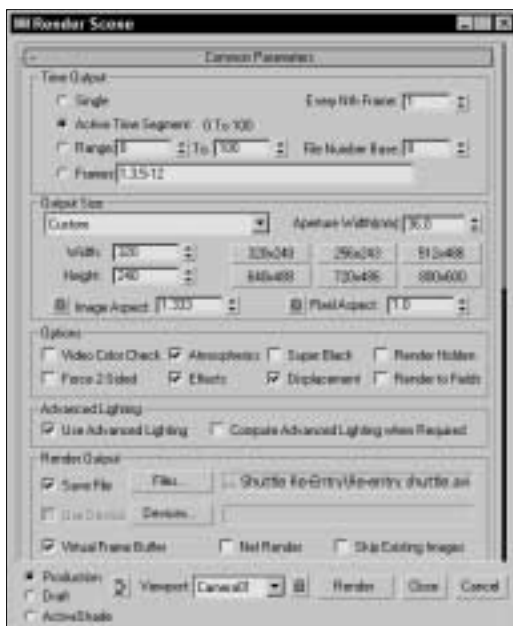 Render Scene
- Common Parameters
Time Output
Single Every Nth Frame: 1
Active Time Segment: 0 To 100
Range: 0 To: 100 File Number Base: 0
Frames 1,3,5-12
Output Size
Custom Aperture Width(mm): 36.0
Width: 320 320x240 256x243 512x486
Height: 240 640x480 720x486 800x600
Image Aspect: 1.333 Pixel Aspect: 1.0
Options
Video Color Check Atmospherics Super Black Render Hidden
Force 2-Sided Effects Displacement Render to Fields
Advanced Lighting
Use Advanced Lighting Compute Advanced Lighting when Required
Render Output
Save File Files... ...Shuttle Re-Entry\Re-entry shuttle.avi
Use Device Devices...
Virtual Frame Buffer Net Render Skip Existing Images
Production
Draft
ActiveShade
Viewport: Camera01 Render Close Cancel